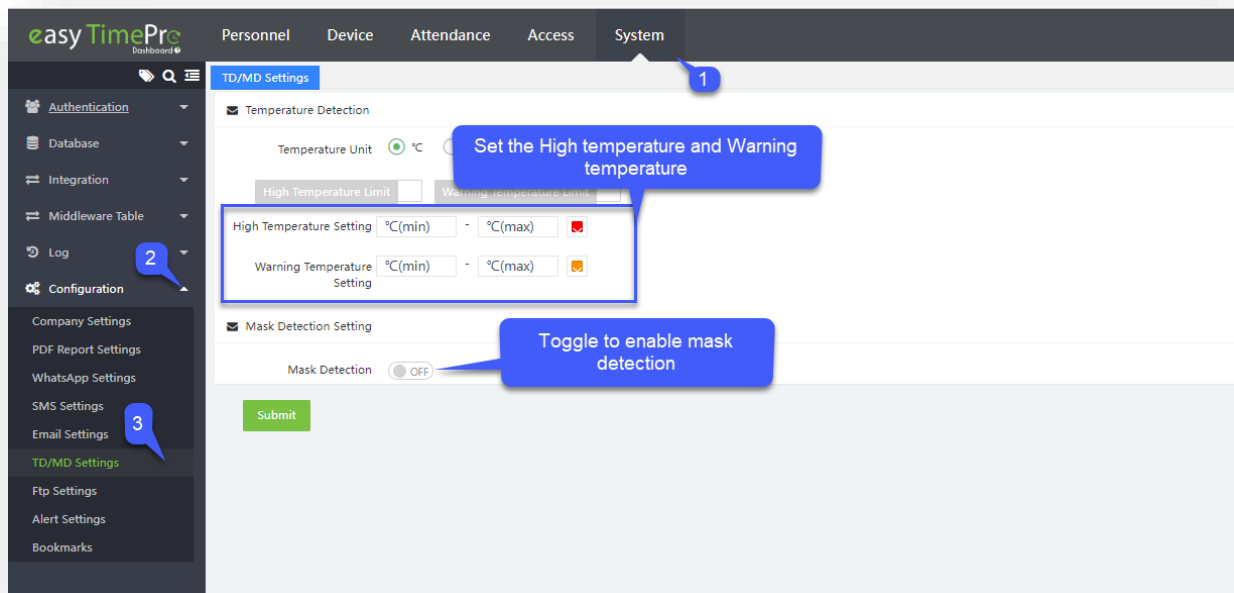 easy TimePro
Dashboard
Personnel Device Attendance Access System
1
TD/MD Settings
Authentication
Database
Integration
Middleware Table
Log
2
Configuration
Company Settings
PDF Report Settings
WhatsApp Settings
SMS Settings
3
Email Settings
TD/MD Settings
Ftp Settings
Alert Settings
Bookmarks
Temperature Detection
Temperature Unit ℃
Set the High temperature and Warning
temperature
High Temperature Limit Warning Temperature Limit
High Temperature Setting ℃(min) - ℃(max)
Warning Temperature ℃(min) - ℃(max)
Setting
Mask Detection Setting
Toggle to enable mask
detection
Mask Detection OFF
Submit